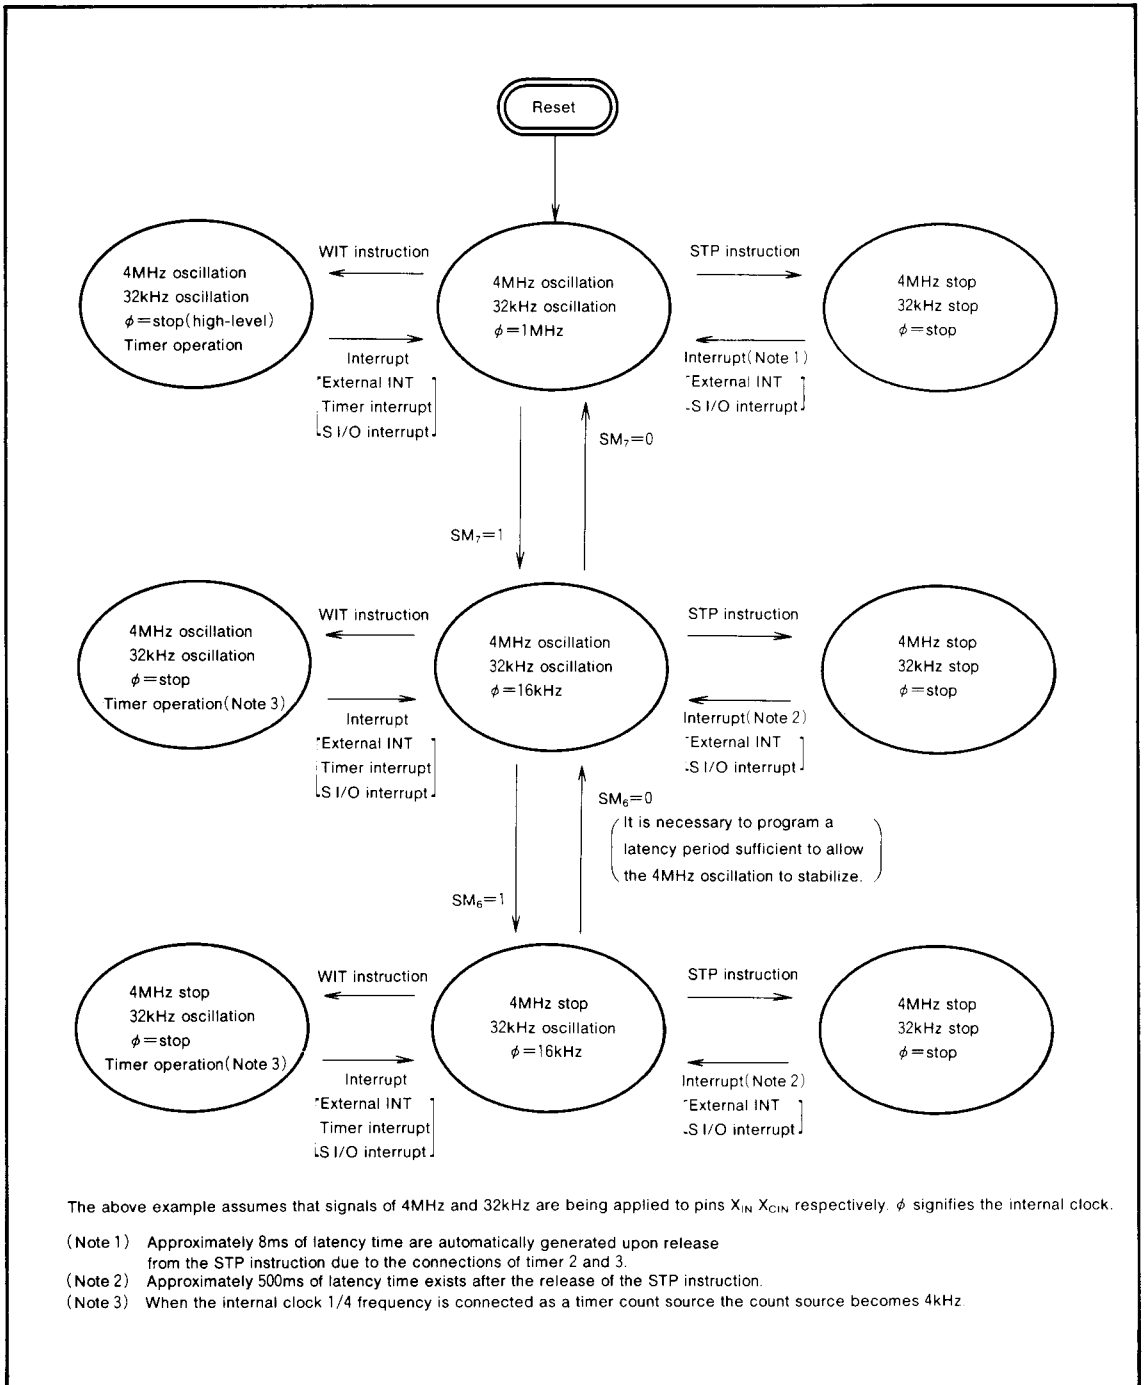 Reset
WIT instruction
STP instruction
4MHz oscillation
32kHz oscillation
φ=stop(high-level)
Timer operation
4MHz oscillation
32kHz oscillation
φ=1MHz
4MHz stop
32kHz stop
φ=stop
Interrupt
External INT
Timer interrupt
S I/O interrupt
Interrupt(Note 1)
External INT
S I/O interrupt
SM₇=0
SM₇=1
WIT instruction
STP instruction
4MHz oscillation
32kHz oscillation
φ=stop
Timer operation(Note 3)
4MHz oscillation
32kHz oscillation
φ=16kHz
4MHz stop
32kHz stop
φ=stop
Interrupt
External INT
Timer interrupt
S I/O interrupt
Interrupt(Note 2)
External INT
S I/O interrupt
SM₆=0
It is necessary to program a
latency period sufficient to allow
the 4MHz oscillation to stabilize.
SM₆=1
WIT instruction
STP instruction
4MHz stop
32kHz oscillation
φ=stop
Timer operation(Note 3)
4MHz stop
32kHz oscillation
φ=16kHz
4MHz stop
32kHz stop
φ=stop
Interrupt
External INT
Timer interrupt
S I/O interrupt
Interrupt(Note 2)
External INT
S I/O interrupt
The above example assumes that signals of 4MHz and 32kHz are being applied to pins X_IN X_CIN respectively. φ signifies the internal clock.
(Note 1) Approximately 8ms of latency time are automatically generated upon release
from the STP instruction due to the connections of timer 2 and 3.
(Note 2) Approximately 500ms of latency time exists after the release of the STP instruction.
(Note 3) When the internal clock 1/4 frequency is connected as a timer count source the count source becomes 4kHz.